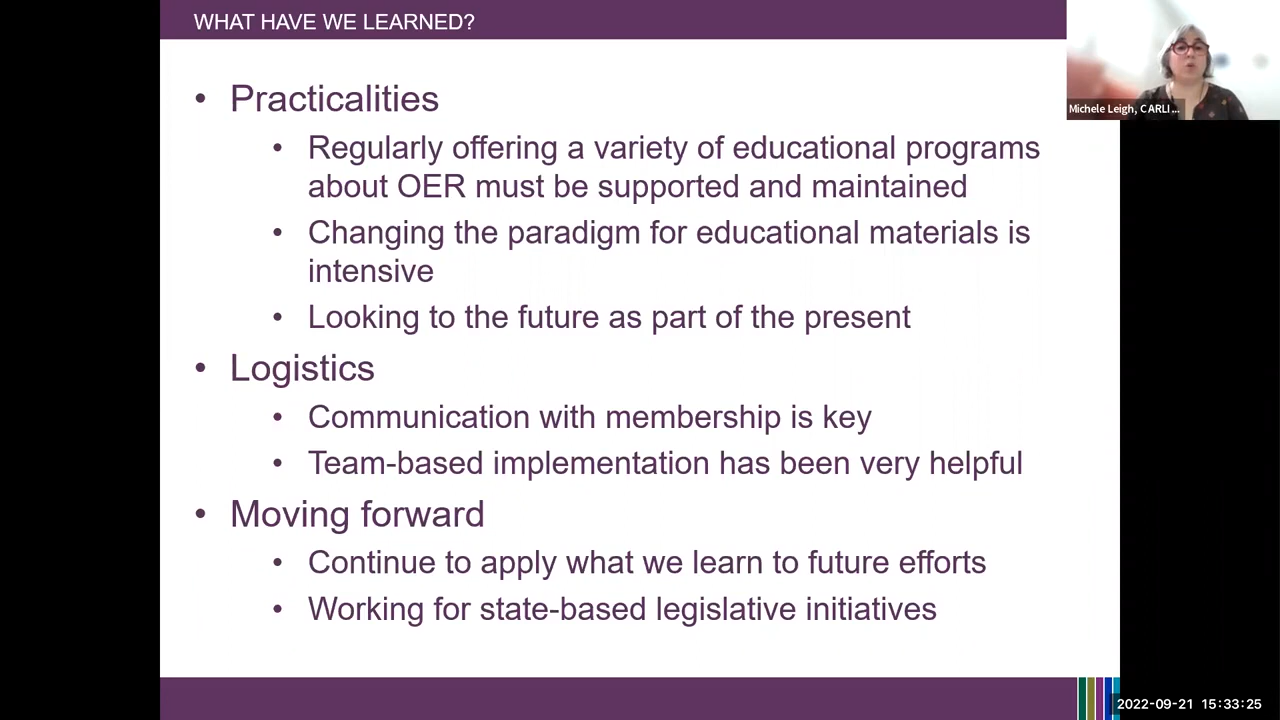 WHAT HAVE WE LEARNED?
• Practicalities
• Regularly offering a variety of educational programs
about OER must be supported and maintained
• Changing the paradigm for educational materials is
intensive
• Looking to the future as part of the present
• Logistics
• Communication with membership is key
• Team-based implementation has been very helpful
• Moving forward
• Continue to apply what we learn to future efforts
• Working for state-based legislative initiatives
Michele Leigh, CARLI ...
2022-09-21 15:33:25